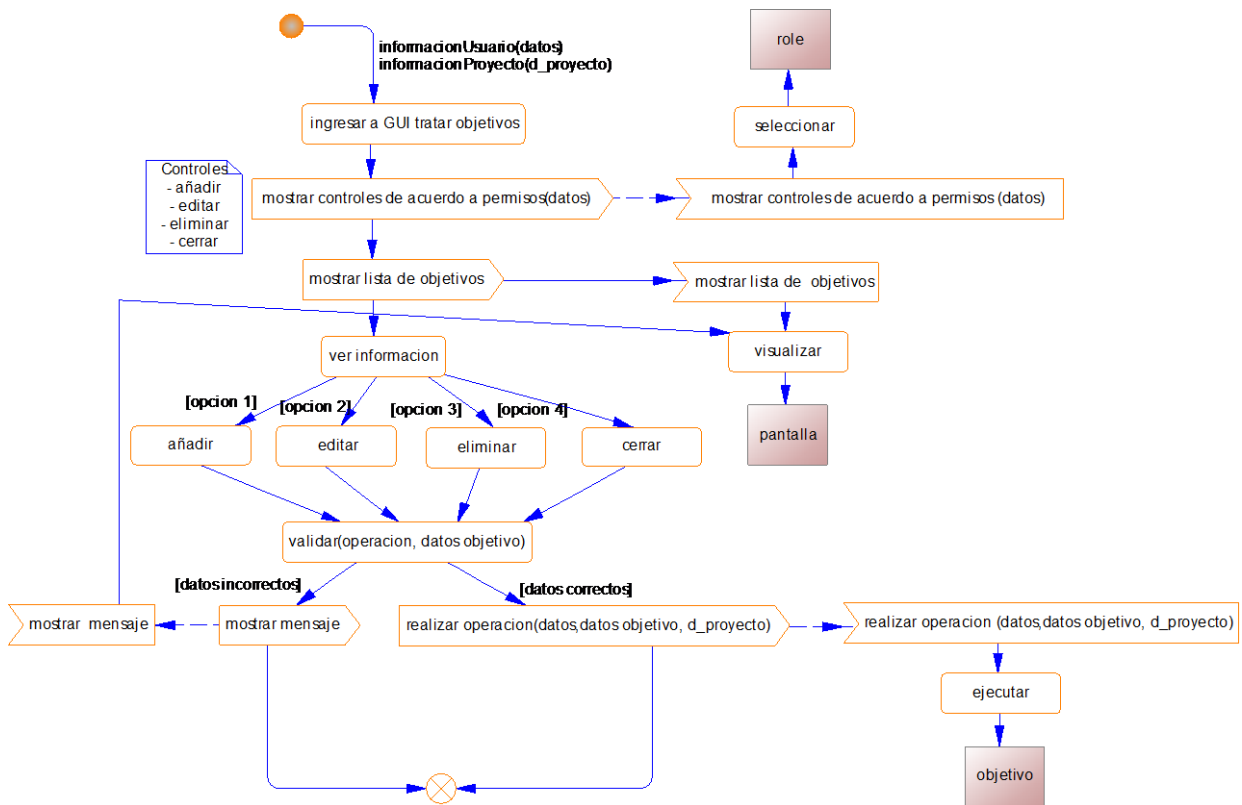 informacionUsuario(datos)
informacionProyecto(d_proyecto)
role
ingresar a GUI tratar objetivos
seleccionar
Controles
- añadir
- editar
- eliminar
- cerrar
mostrar controles de acuerdo a permisos(datos)
mostrar controles de acuerdo a permisos (datos)
mostrar lista de objetivos
mostrar lista de objetivos
ver informacion
visualizar
[opcion 1]
[opcion 2]
[opcion 3]
[opcion 4]
añadir
editar
eliminar
cerrar
pantalla
validar(operacion, datos objetivo)
[datos incorrectos]
[datos correctos]
mostrar mensaje
mostrar mensaje
realizar operacion(datos,datos objetivo, d_proyecto)
realizar operacion (datos,datos objetivo, d_proyecto)
ejecutar
objetivo